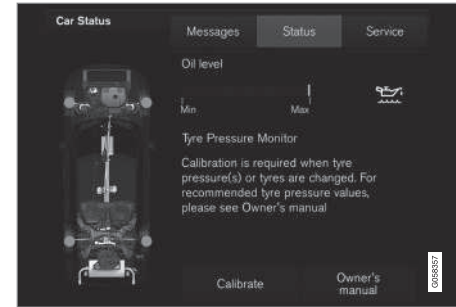 Car Status
Messages
Status
Service
Oil level
Min
Max
Tyre Pressure Monitor
Calibration is required when tyre
pressure(s) or tyres are changed. For
recommended tyre pressure values,
please see Owner's manual
Calibrate
Owner's
manual
G058357